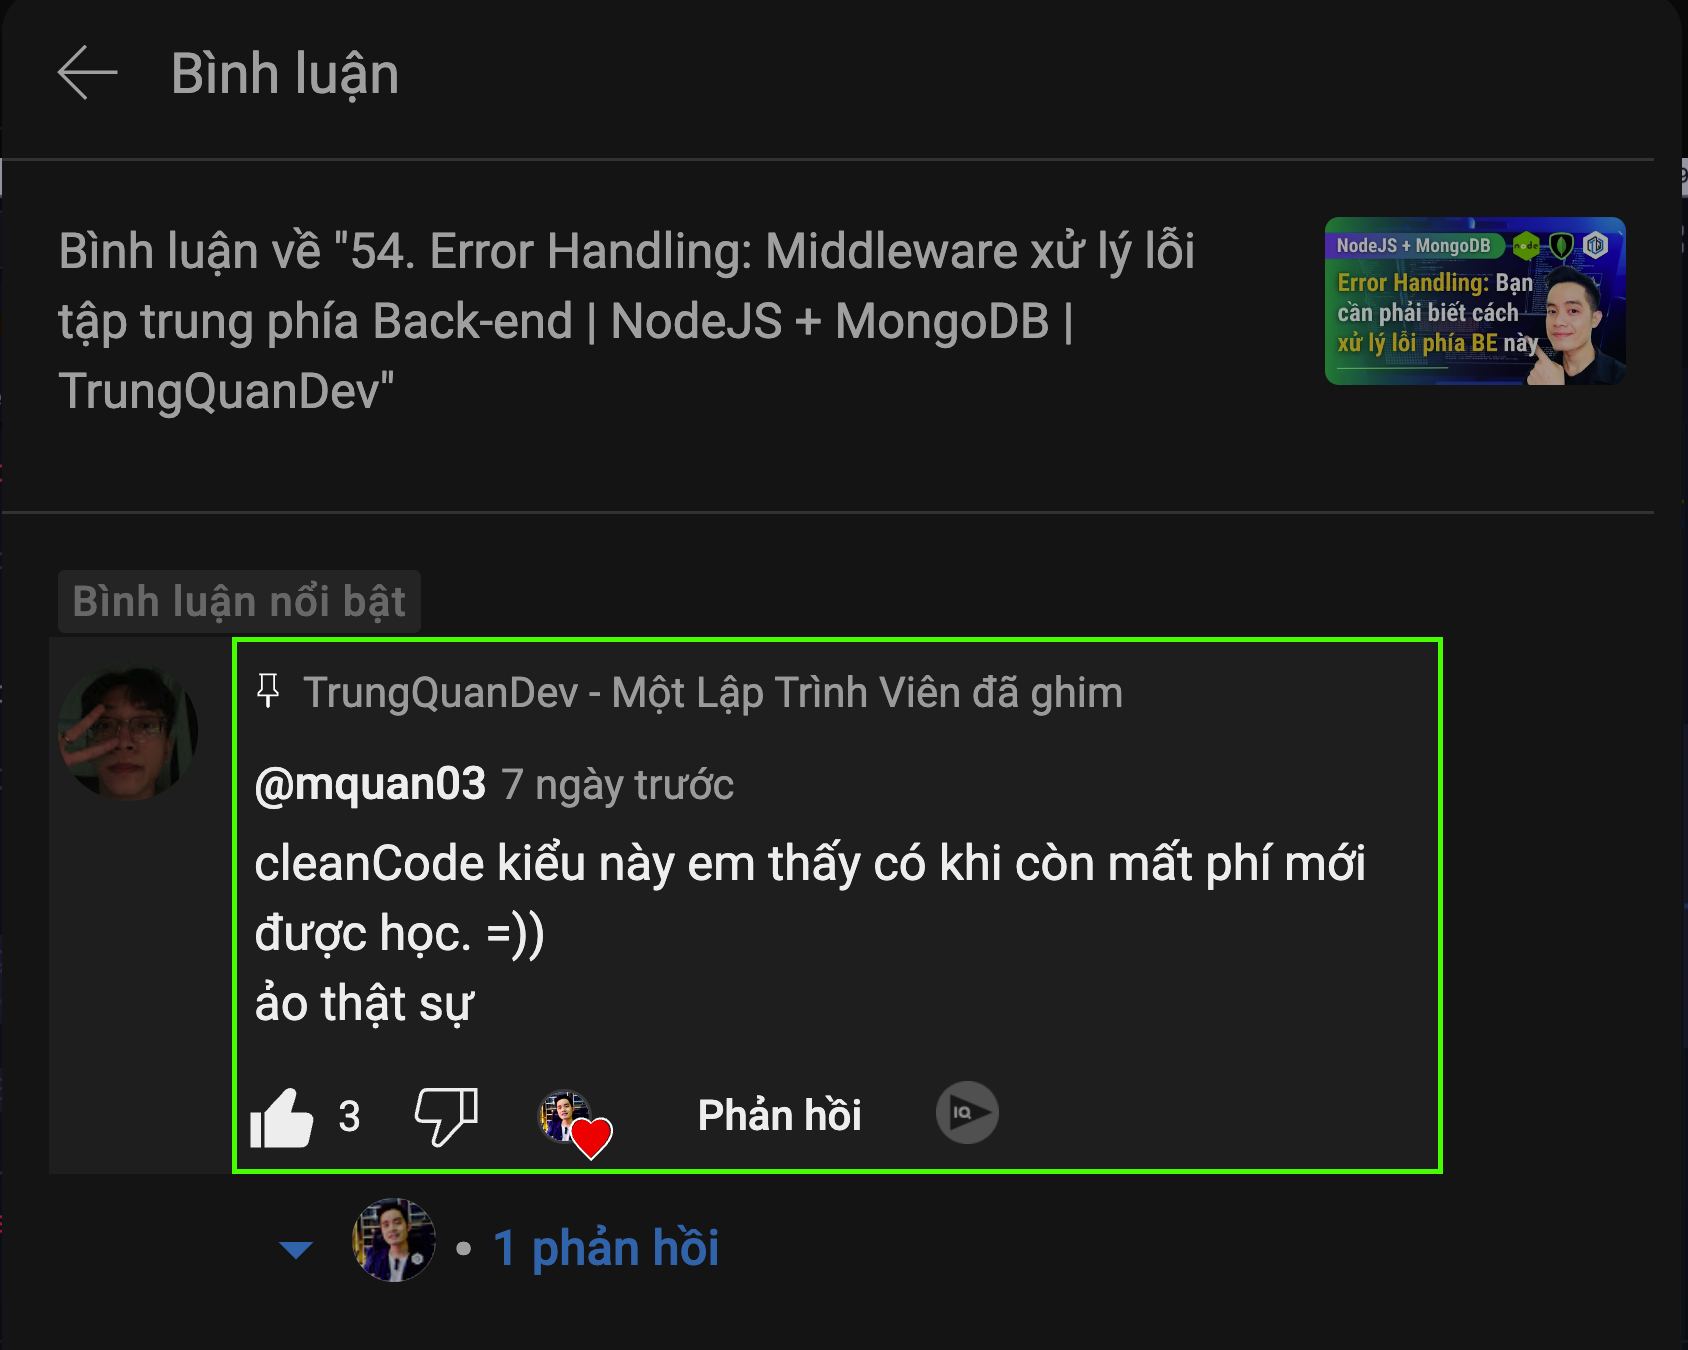 Bình luận
Bình luận về "54. Error Handling: Middleware xử lý lỗi
tập trung phía Back-end | NodeJS + MongoDB |
TrungQuanDev"
NodeJS + MongoDB
node
Error Handling: Bạn
cần phải biết cách
xử lý lỗi phía BE này
Bình luận nổi bật
TrungQuanDev - Một Lập Trình Viên đã ghim
@mquan03 7 ngày trước
cleanCode kiểu này em thấy có khi còn mất phí mới
được học. =))
ảo thật sự
3
Phản hồi
IQ
• 1 phản hồi